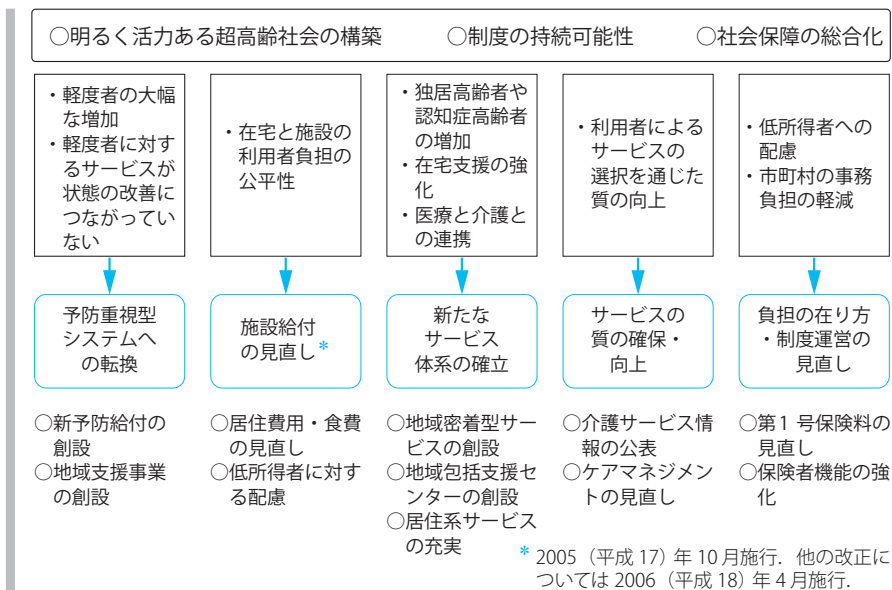 ○明るく活力ある超高齢社会の構築 ○制度の持続可能性 ○社会保障の総合化
・軽度者の大幅
な増加
・軽度者に対す
るサービスが
状態の改善に
つながってい
ない
・在宅と施設の
利用者負担の
公平性
・独居高齢者や
認知症高齢者
の増加
・在宅支援の強
化
・医療と介護と
の連携
・利用者による
サービスの
選択を通じた
質の向上
・低所得者への
配慮
・市町村の事務
負担の軽減
予防重視型
システムへ
の転換
施設給付
の見直し*
新たな
サービス
体系の確立
サービスの
質の確保・
向上
負担の在り方
・制度運営の
見直し
○新予防給付の
創設
○地域支援事業
の創設
○居住費用・食費
の見直し
○低所得者に対す
る配慮
○地域密着型サー
ビスの創設
○地域包括支援セ
ンターの創設
○居住系サービス
の充実
○介護サービス情
報の公表
○ケアマネジメン
トの見直し
○第1号保険料の
見直し
○保険者機能の強
化
* 2005（平成 17）年 10 月施行．他の改正に
ついては 2006（平成 18）年 4 月施行．